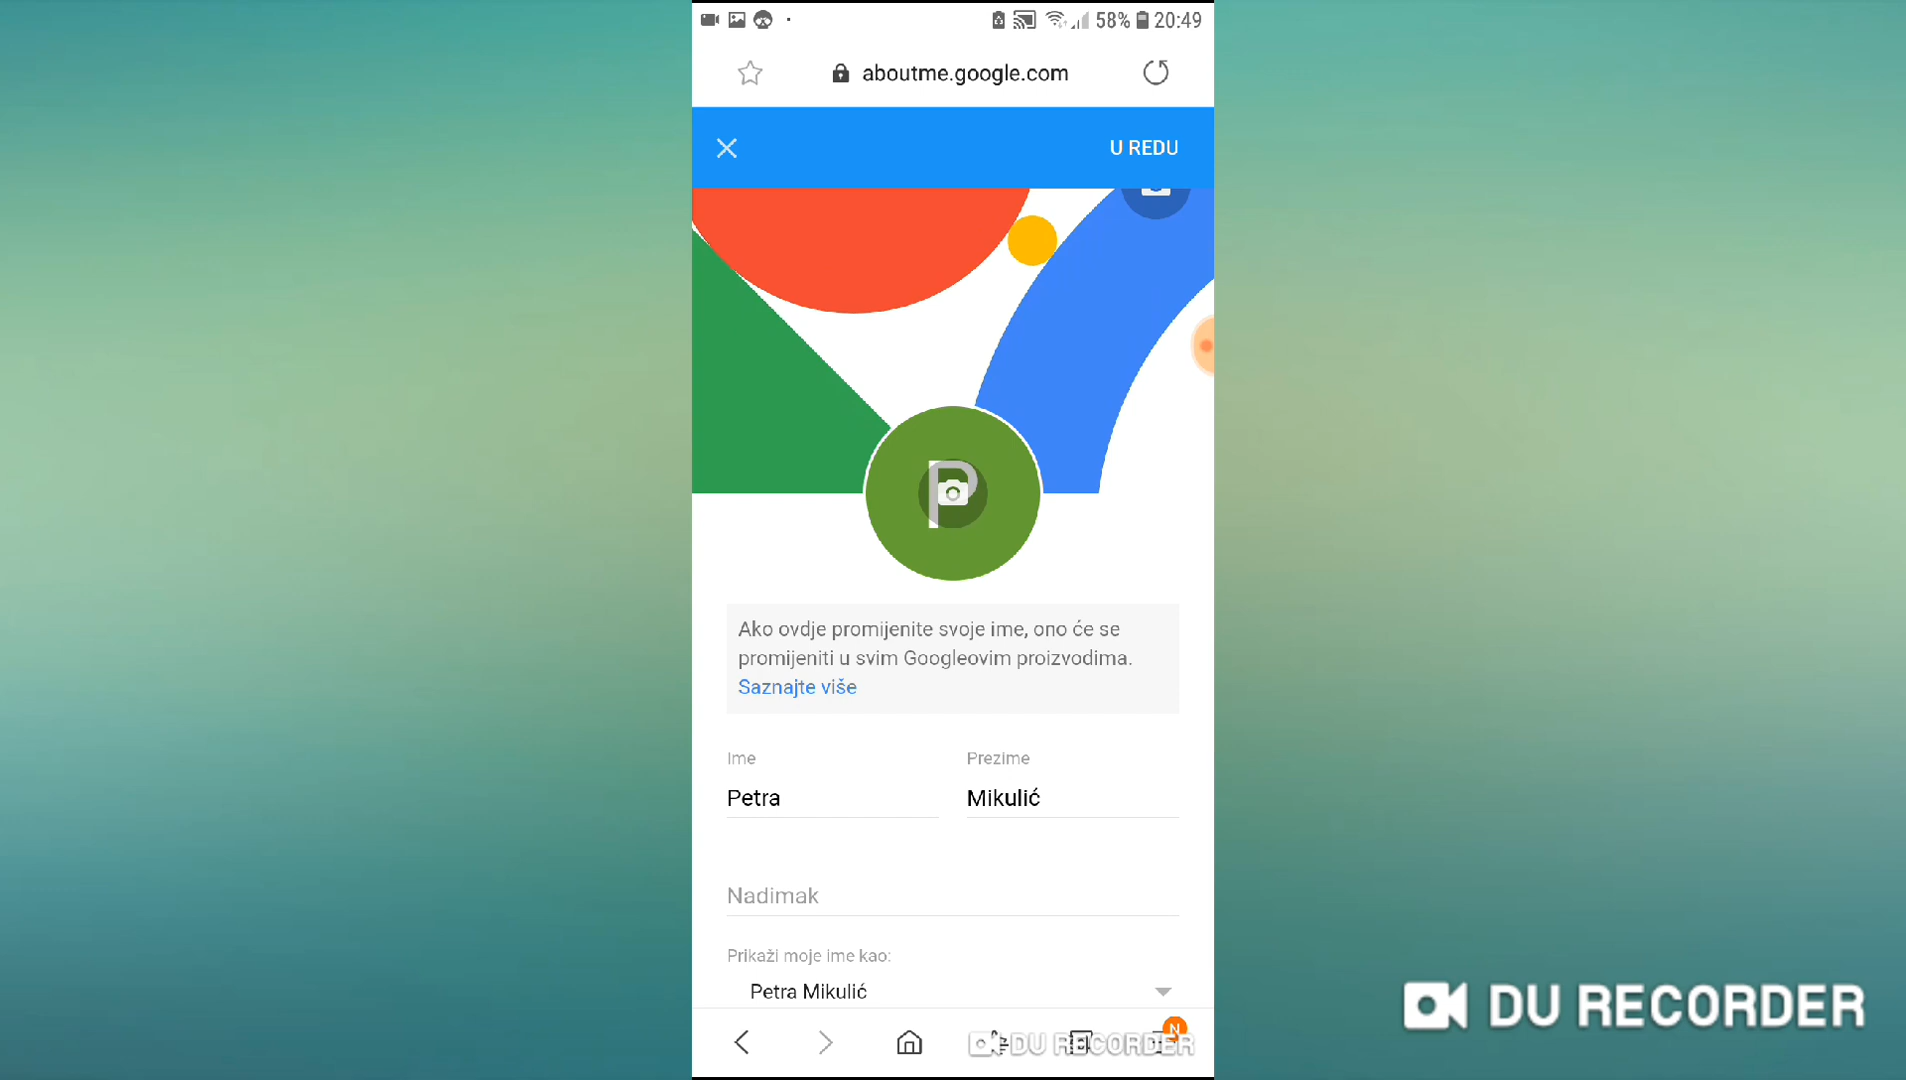 58% 20:49
aboutme.google.com
U REDU
P
Ako ovdje promijenite svoje ime, ono će se
promijeniti u svim Googleovim proizvodima.
Saznajte više
Ime Prezime
Petra Mikulić
Nadimak
Prikaži moje ime kao:
Petra Mikulić
N
DU RECORDER
DU RECORDER